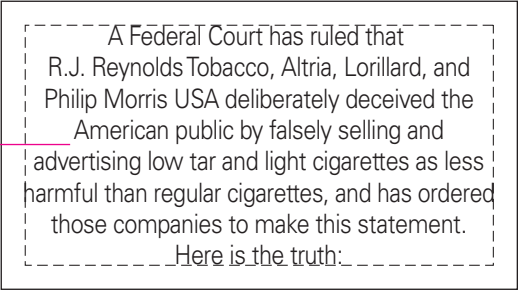 A Federal Court has ruled that
R.J. Reynolds Tobacco, Altria, Lorillard, and
Philip Morris USA deliberately deceived the
American public by falsely selling and
advertising low tar and light cigarettes as less
harmful than regular cigarettes, and has ordered
those companies to make this statement.
Here is the truth: